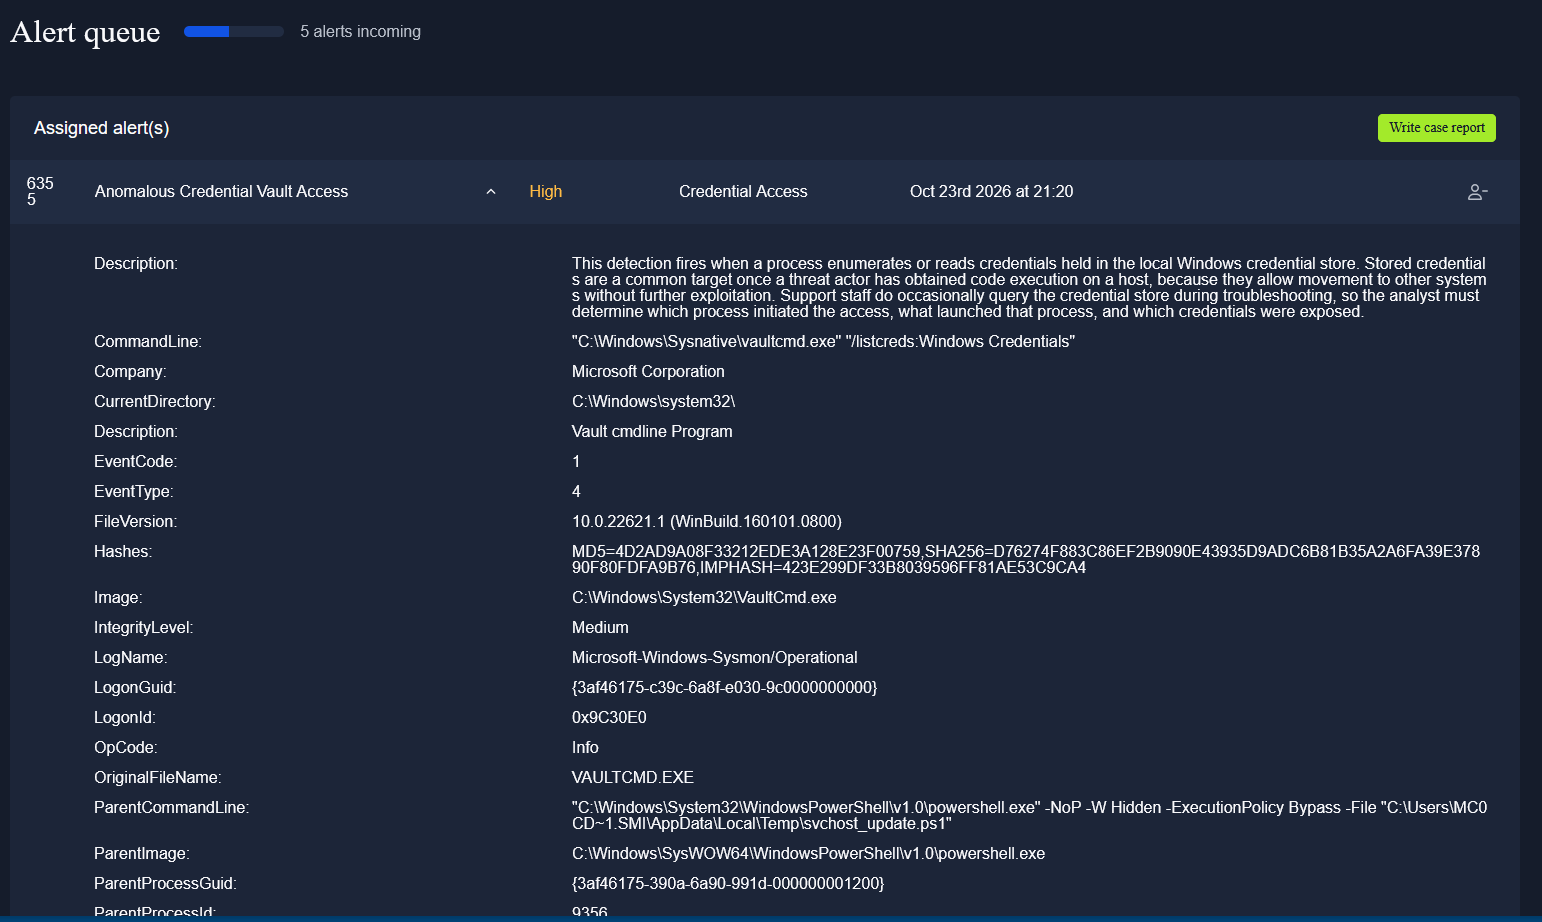 Alert queue
5 alerts incoming
Assigned alert(s)
Write case report
635
5
Anomalous Credential Vault Access
High
Credential Access
Oct 23rd 2026 at 21:20
Description:
This detection fires when a process enumerates or reads credentials held in the local Windows credential store. Stored credential
s are a common target once a threat actor has obtained code execution on a host, because they allow movement to other system
s without further exploitation. Support staff do occasionally query the credential store during troubleshooting, so the analyst must
determine which process initiated the access, what launched that process, and which credentials were exposed.
CommandLine:
"C:\Windows\Sysnative\vaultcmd.exe" "/listcreds:Windows Credentials"
Company:
Microsoft Corporation
CurrentDirectory:
C:\Windows\system32\
Description:
Vault cmdline Program
EventCode:
1
EventType:
4
FileVersion:
10.0.22621.1 (WinBuild.160101.0800)
Hashes:
MD5=4D2AD9A08F33212EDE3A128E23F00759,SHA256=D76274F883C86EF2B9090E43935D9ADC6B81B35A2A6FA39E378
90F80FDFA9B76,IMPHASH=423E299DF33B8039596FF81AE53C9CA4
Image:
C:\Windows\System32\VaultCmd.exe
IntegrityLevel:
Medium
LogName:
Microsoft-Windows-Sysmon/Operational
LogonGuid:
{3af46175-c39c-6a8f-e030-9c0000000000}
LogonId:
0x9C30E0
OpCode:
Info
OriginalFileName:
VAULTCMD.EXE
ParentCommandLine:
"C:\Windows\System32\WindowsPowerShell\v1.0\powershell.exe" -NoP -W Hidden -ExecutionPolicy Bypass -File "C:\Users\MC0
CD~1.SMI\AppData\Local\Temp\svchost_update.ps1"
ParentImage:
C:\Windows\SysWOW64\WindowsPowerShell\v1.0\powershell.exe
ParentProcessGuid:
{3af46175-390a-6a90-991d-000000001200}
ParentProcessId:
9356